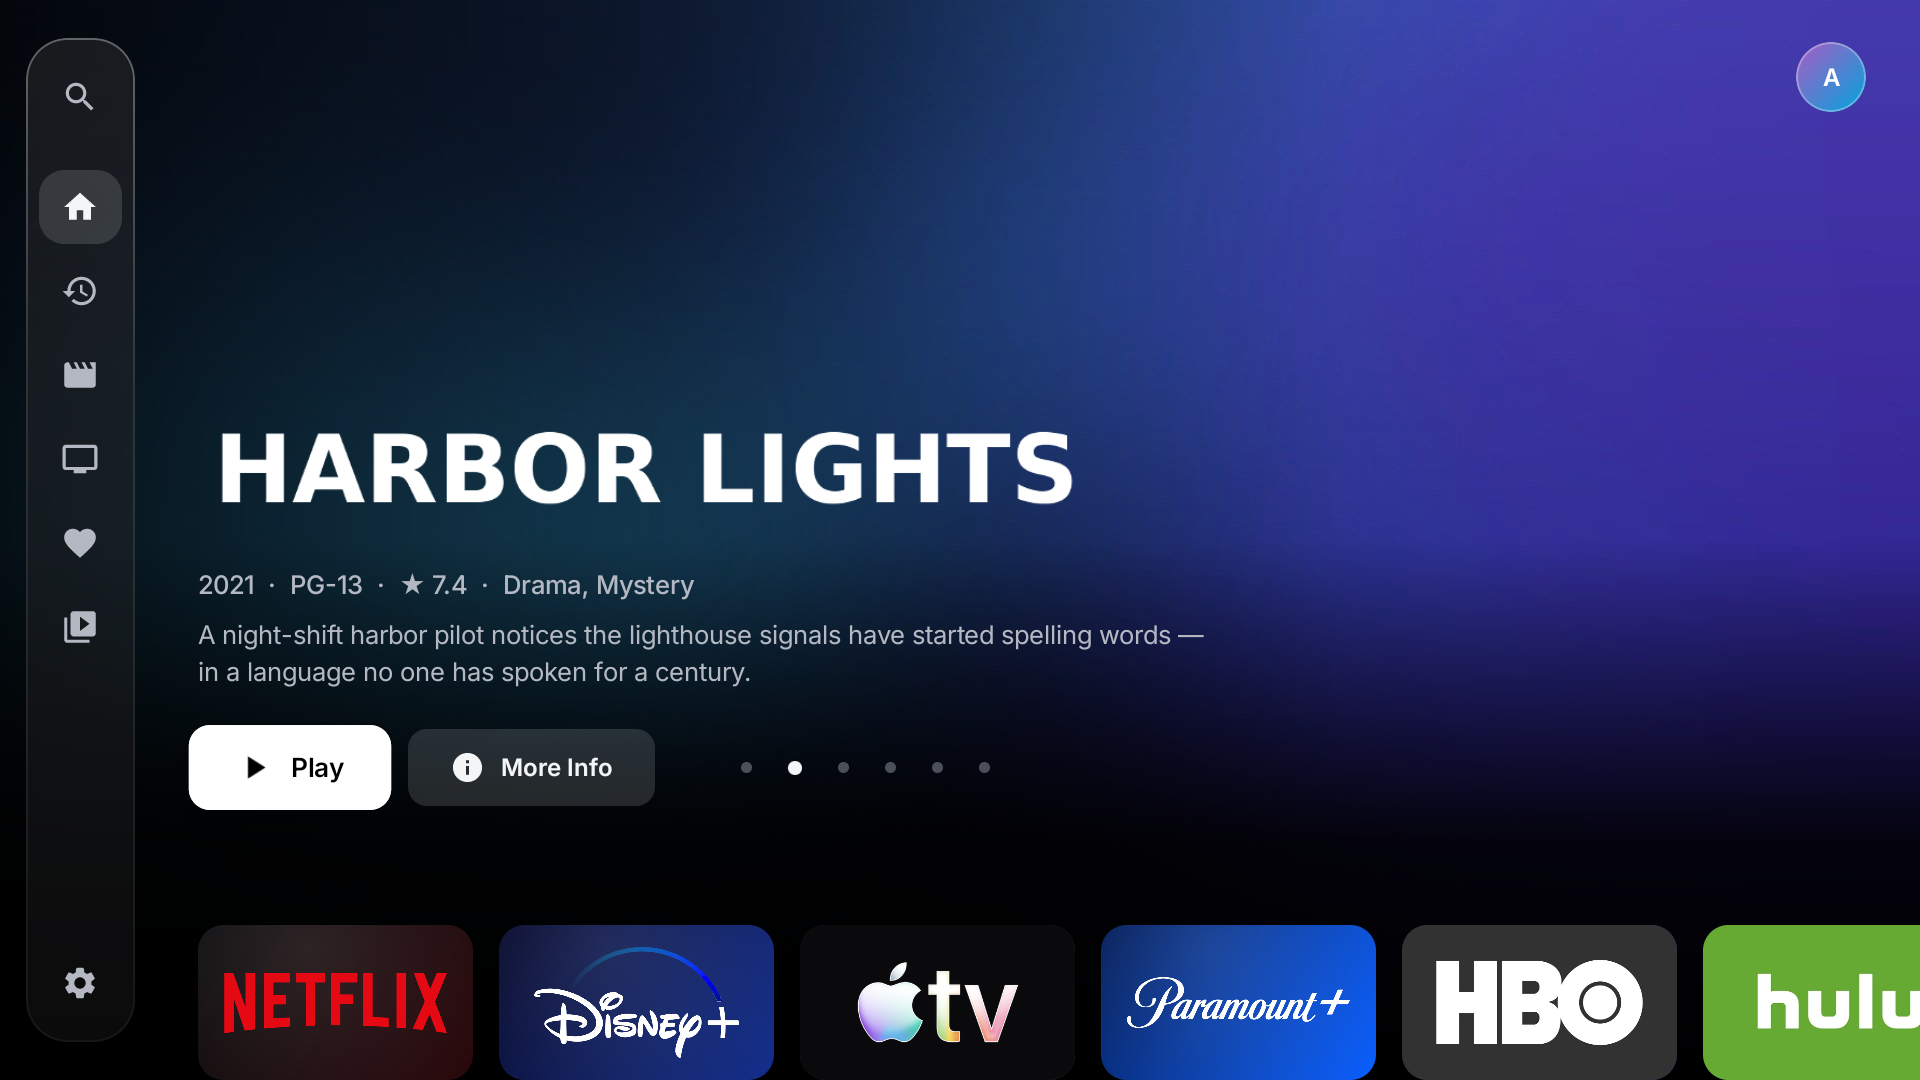 A
HARBOR LIGHTS
2021 · PG-13 · ★ 7.4 · Drama, Mystery
A night-shift harbor pilot notices the lighthouse signals have started spelling words —
in a language no one has spoken for a century.
Play
More Info
NETFLIX
Disney+
tv
Paramount+
HBO
hulu